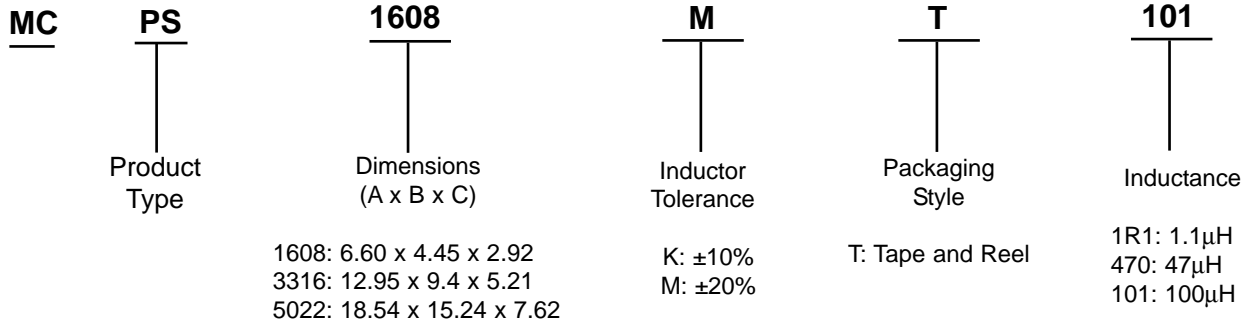 MC PS 1608 M T 101
Product
Type
Dimensions
(A x B x C)
Inductor
Tolerance
Packaging
Style
Inductance
1608: 6.60 x 4.45 x 2.92
3316: 12.95 x 9.4 x 5.21
5022: 18.54 x 15.24 x 7.62
K: ±10%
M: ±20%
T: Tape and Reel
1R1: 1.1μH
470: 47μH
101: 100μH